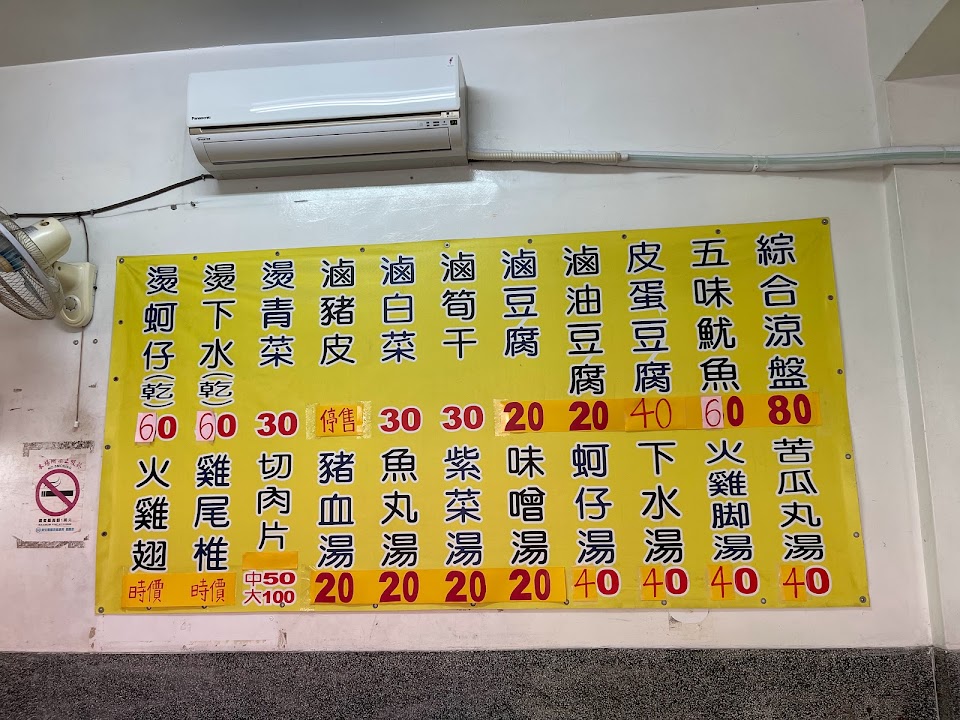 Panasonic
綜合涼盤 80
五味魷魚 60
皮蛋豆腐 40
滷油豆腐 20
滷豆腐 20
滷筍干 30
滷白菜 30
滷豬皮 停售
燙青菜 30
燙下水(乾) 60
燙蚵仔(乾) 60
苦瓜丸湯 40
火雞脚湯 40
下水湯 40
蚵仔湯 40
味噌湯 20
紫菜湯 20
魚丸湯 20
豬血湯 20
切肉片 中50 大100
雞尾椎 時價
火雞翅 時價